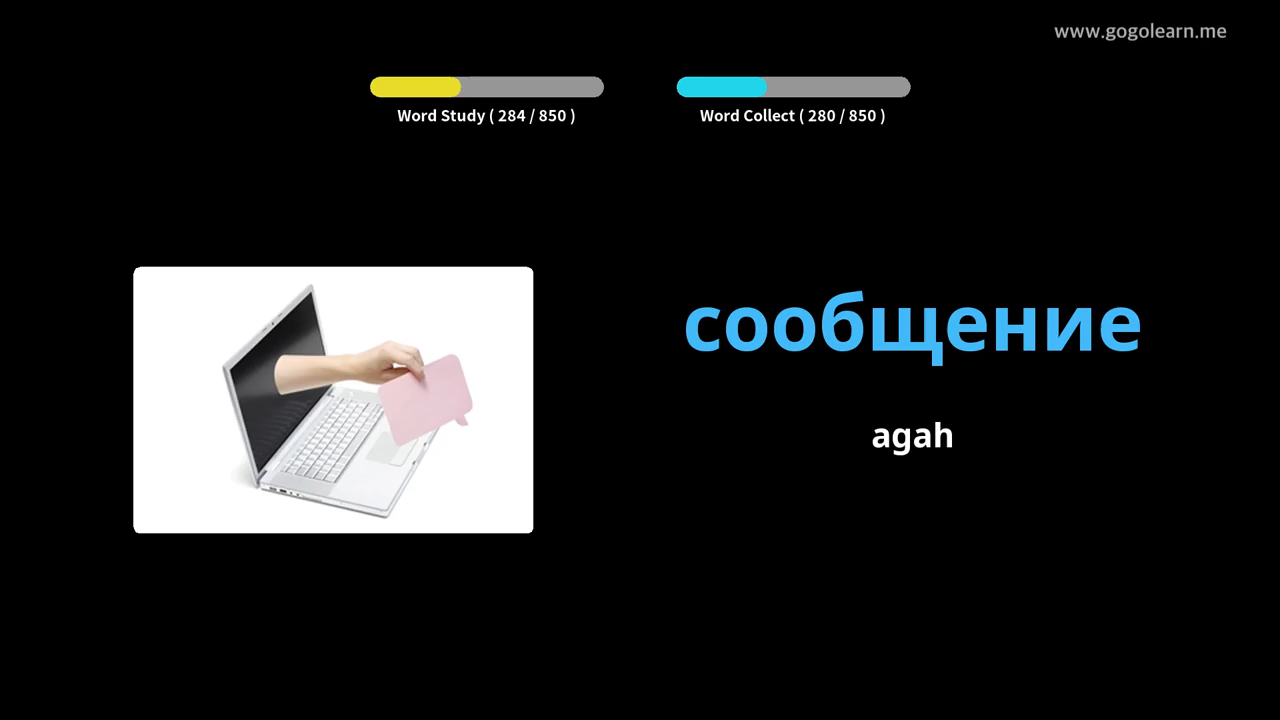 www.gogolearn.me
Word Study ( 284 / 850 )
Word Collect ( 280 / 850 )
сообщение
agah